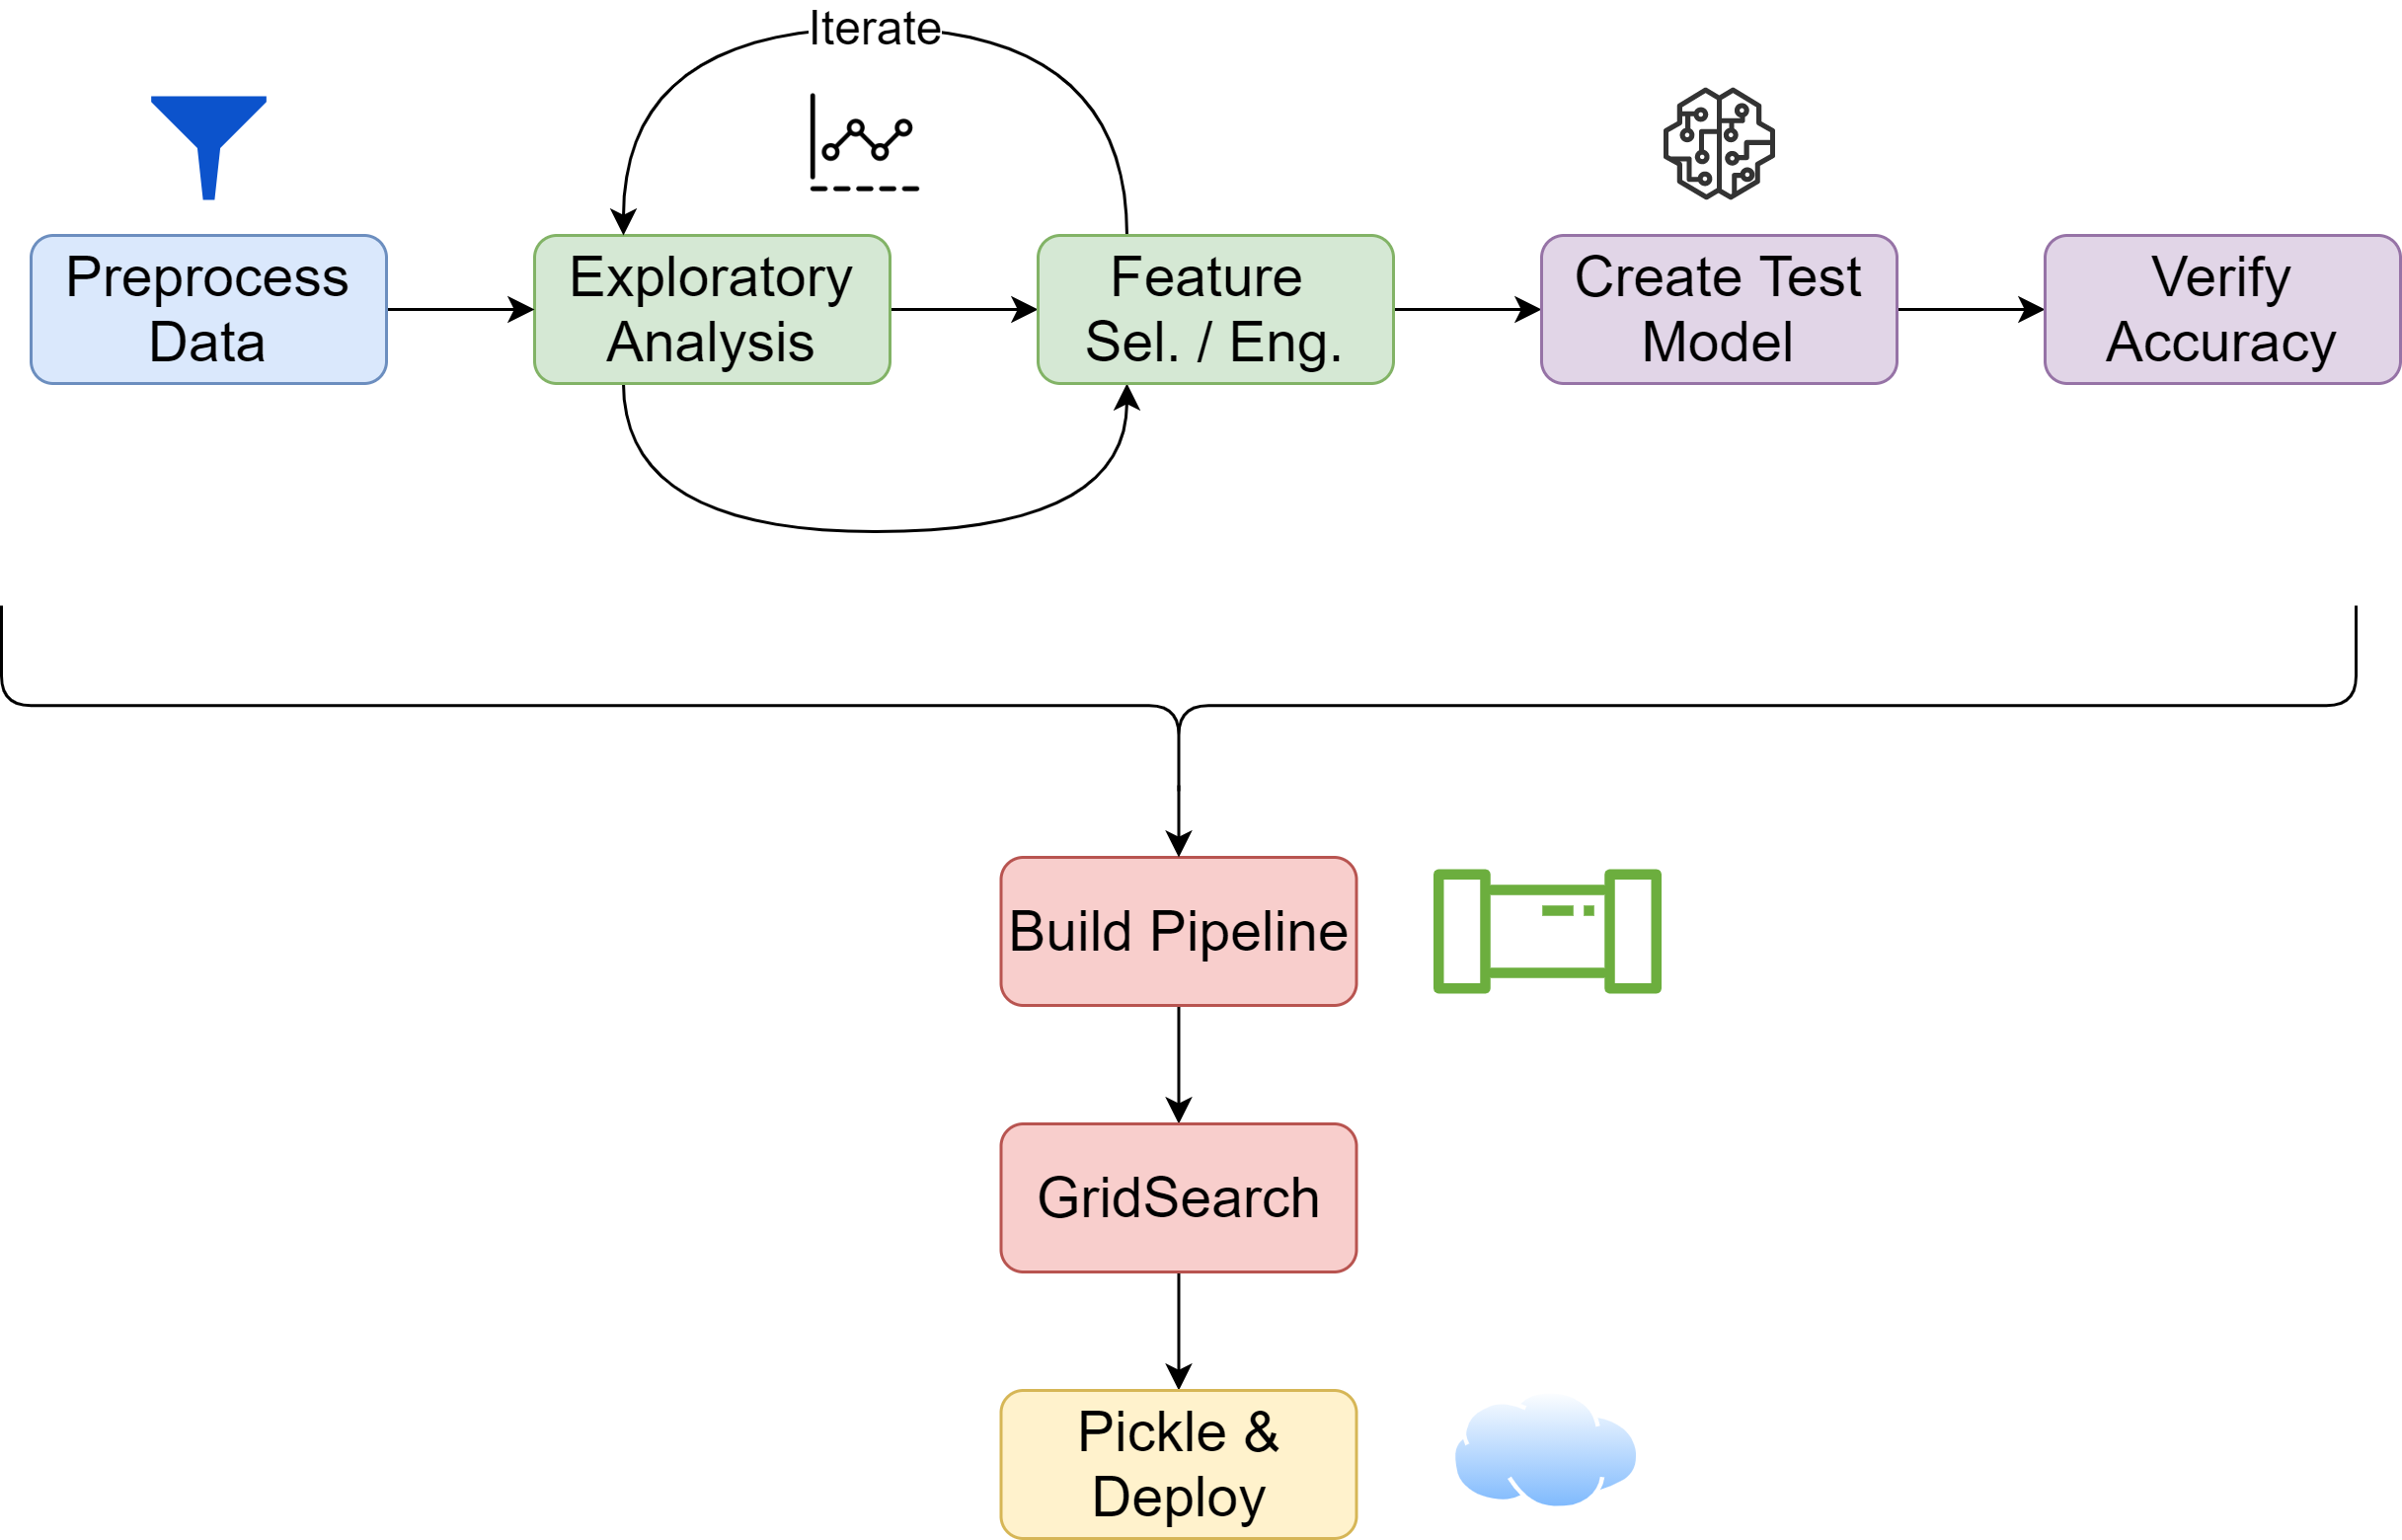 Iterate
Preprocess
Data
Exploratory
Analysis
Feature
Sel. / Eng.
Create Test
Model
Verify
Accuracy
Build Pipeline
GridSearch
Pickle &
Deploy